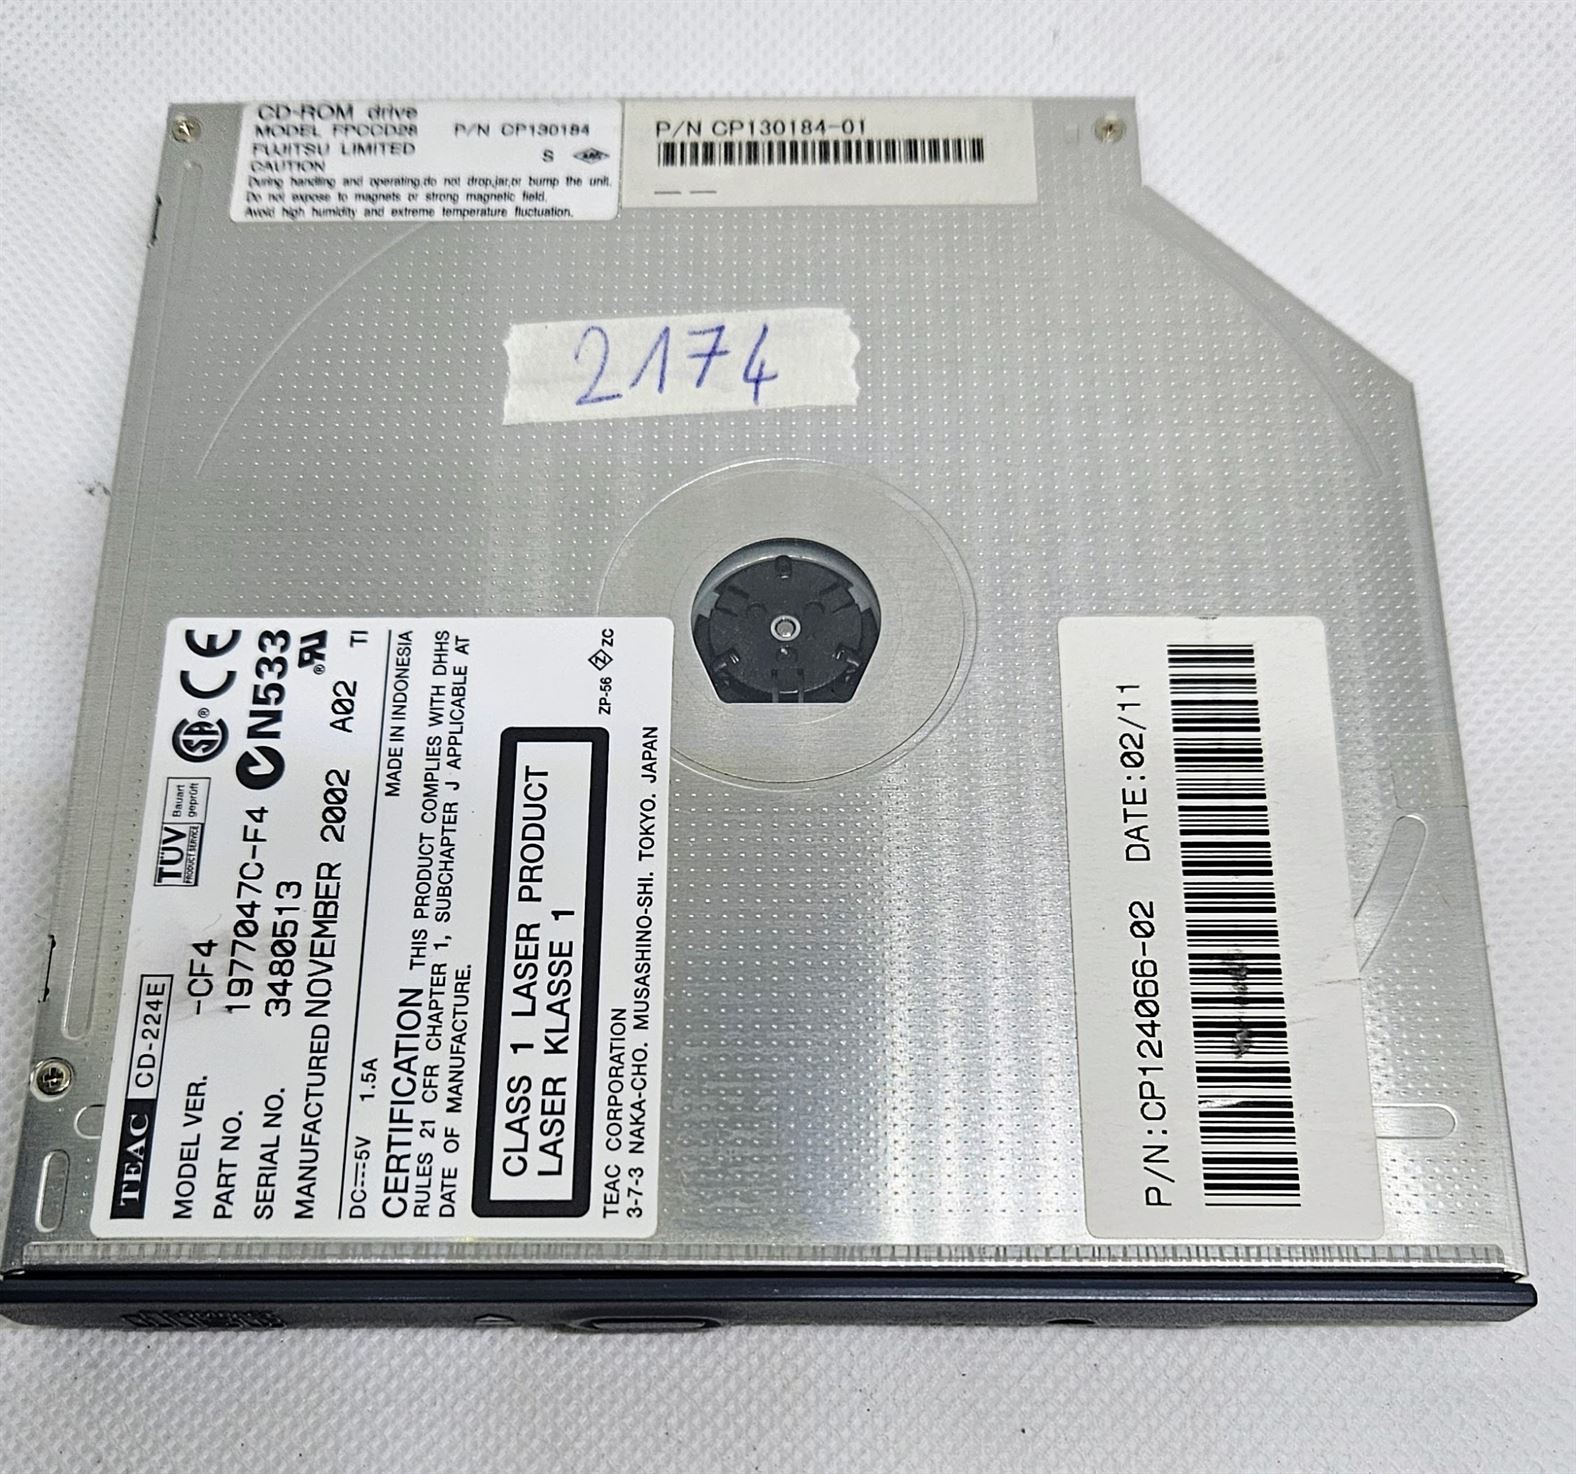 CD-ROM drive
MODEL FPCCD28 P/N CP130184
FUJITSU LIMITED S
CAUTION
During handling and operating,do not drop,jar,or bump the unit.
Do not expose to magnets or strong magnetic field.
Avoid high humidity and extreme temperature fluctuation.
P/N CP130184-01
2174
TEAC CD-224E
TÜV PRODUCT SERVICE Bauart geprüft
MODEL VER. -CF4
PART NO. 1977047C-F4 N533
SERIAL NO. 3480513
MANUFACTURED NOVEMBER 2002 A02 TI
DC 5V 1.5A MADE IN INDONESIA
CERTIFICATION THIS PRODUCT COMPLIES WITH DHHS
RULES 21 CFR CHAPTER 1, SUBCHAPTER J APPLICABLE AT
DATE OF MANUFACTURE.
CLASS 1 LASER PRODUCT
LASER KLASSE 1
ZP-56 ZC
TEAC CORPORATION
3-7-3 NAKA-CHO. MUSASHINO-SHI. TOKYO. JAPAN
P/N:CP124066-02 DATE:02/11